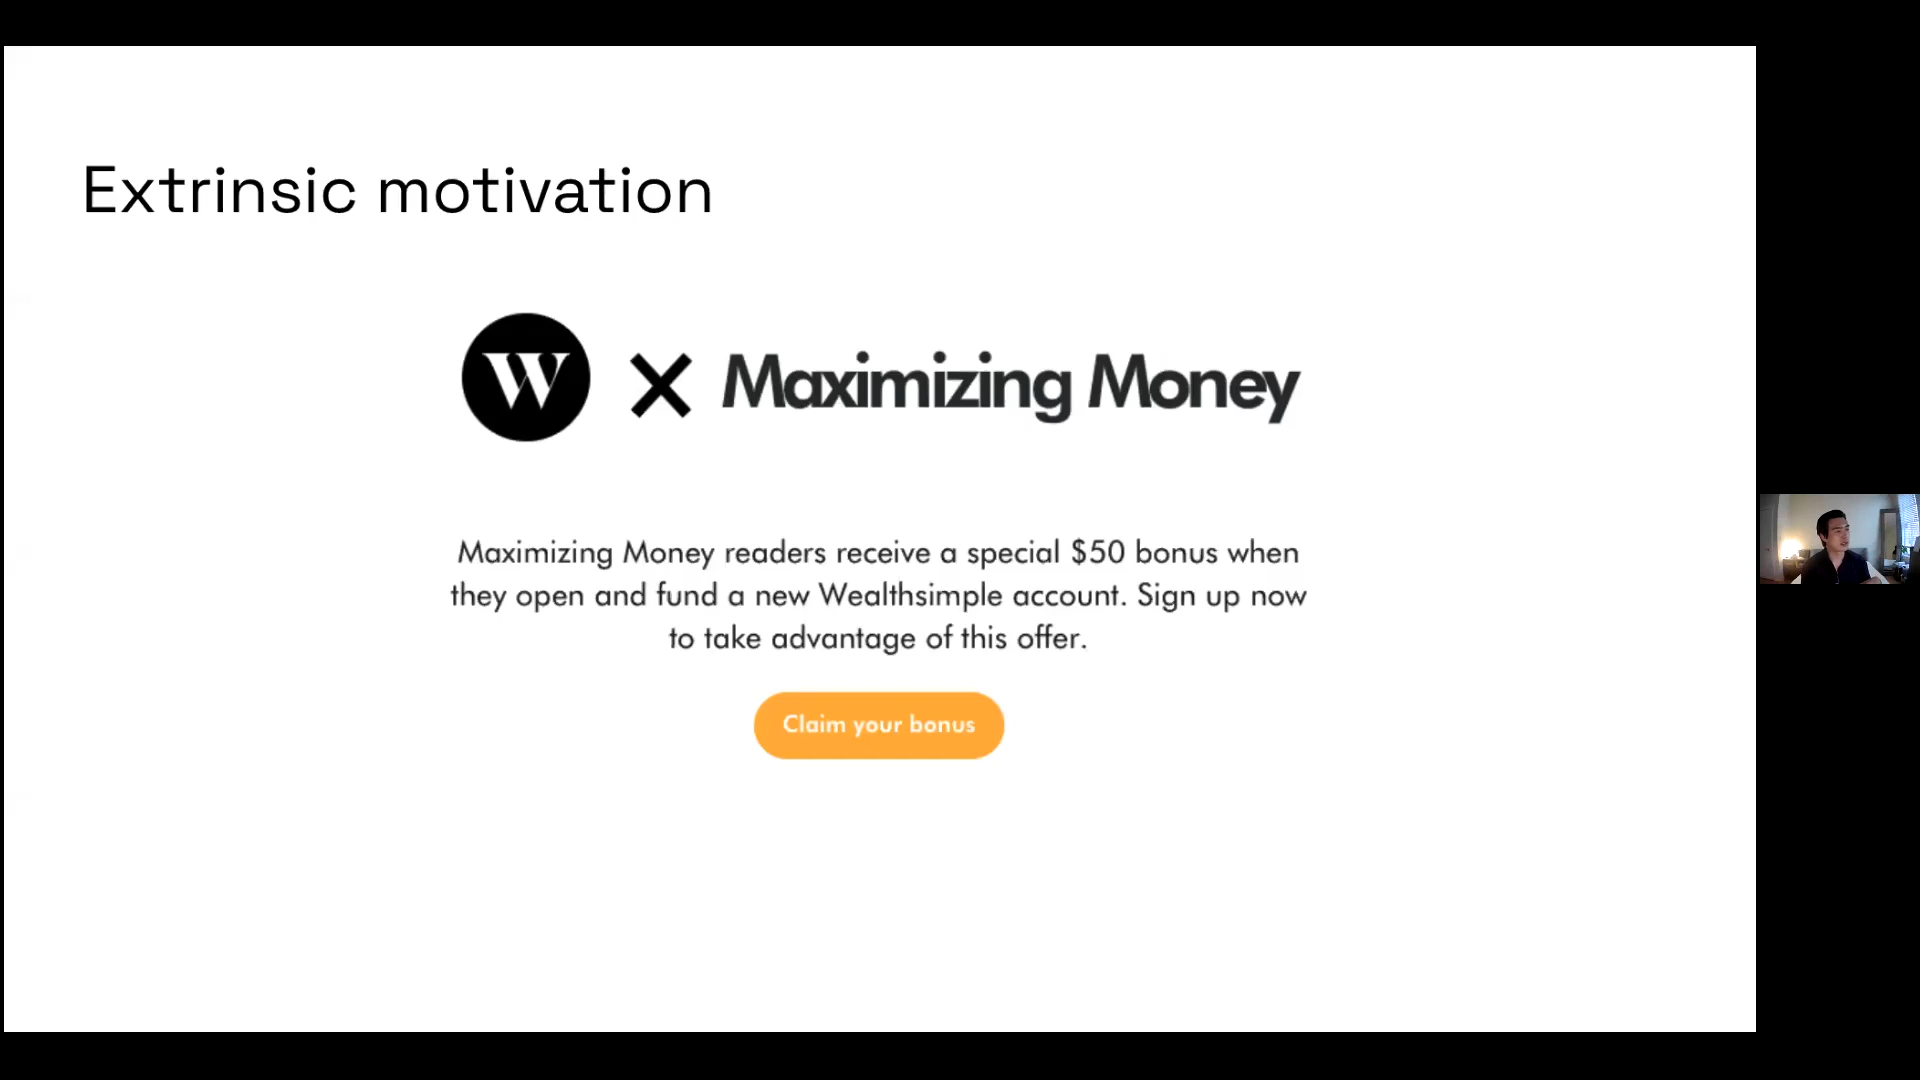 Extrinsic motivation
W × Maximizing Money
Maximizing Money readers receive a special $50 bonus when
they open and fund a new Wealthsimple account. Sign up now
to take advantage of this offer.
Claim your bonus